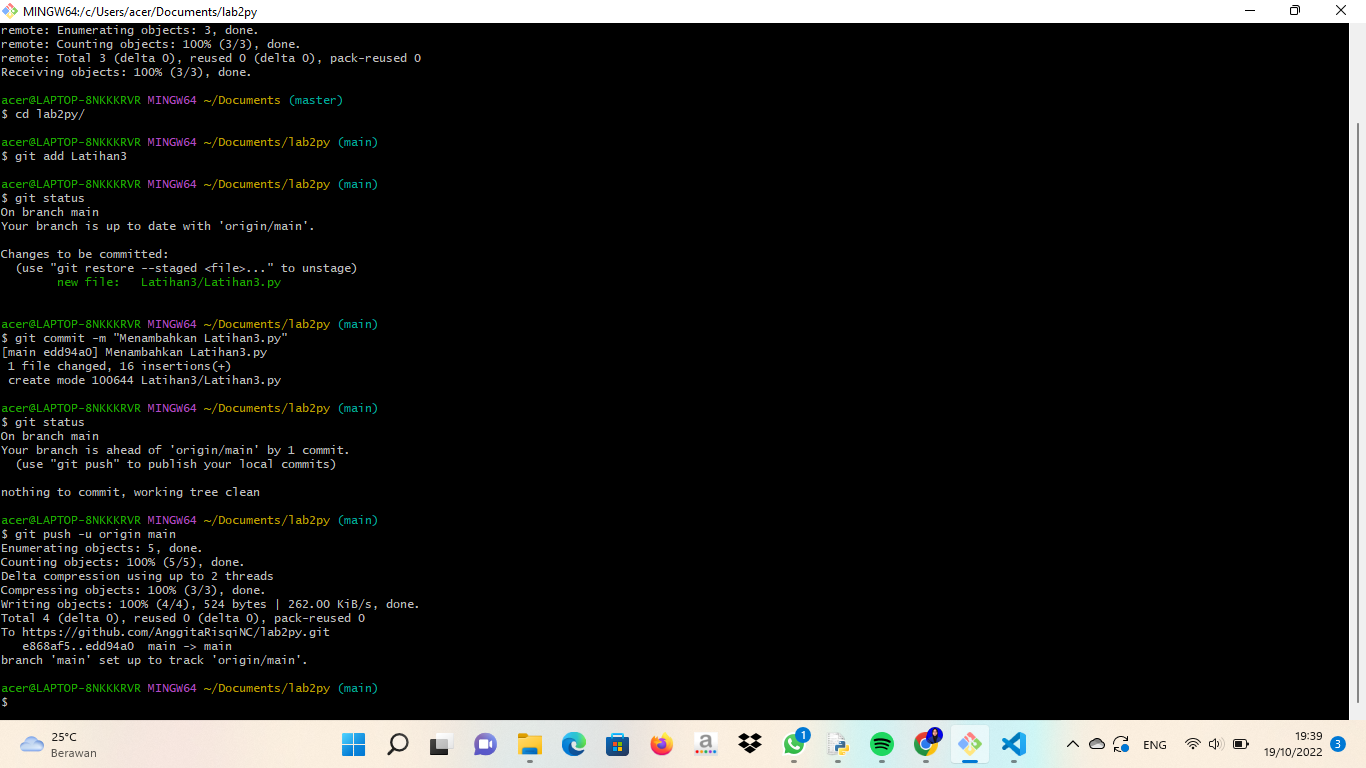 MINGW64:/c/Users/acer/Documents/lab2py
remote: Enumerating objects: 3, done.
remote: Counting objects: 100% (3/3), done.
remote: Total 3 (delta 0), reused 0 (delta 0), pack-reused 0
Receiving objects: 100% (3/3), done.
acer@LAPTOP-8NKKKRVR MINGW64 ~/Documents (master)
$ cd lab2py/
acer@LAPTOP-8NKKKRVR MINGW64 ~/Documents/lab2py (main)
$ git add Latihan3
acer@LAPTOP-8NKKKRVR MINGW64 ~/Documents/lab2py (main)
$ git status
On branch main
Your branch is up to date with 'origin/main'.
Changes to be committed:
  (use "git restore --staged <file>..." to unstage)
        new file:   Latihan3/Latihan3.py
acer@LAPTOP-8NKKKRVR MINGW64 ~/Documents/lab2py (main)
$ git commit -m "Menambahkan Latihan3.py"
[main edd94a0] Menambahkan Latihan3.py
 1 file changed, 16 insertions(+)
 create mode 100644 Latihan3/Latihan3.py
acer@LAPTOP-8NKKKRVR MINGW64 ~/Documents/lab2py (main)
$ git status
On branch main
Your branch is ahead of 'origin/main' by 1 commit.
  (use "git push" to publish your local commits)
nothing to commit, working tree clean
acer@LAPTOP-8NKKKRVR MINGW64 ~/Documents/lab2py (main)
$ git push -u origin main
Enumerating objects: 5, done.
Counting objects: 100% (5/5), done.
Delta compression using up to 2 threads
Compressing objects: 100% (3/3), done.
Writing objects: 100% (4/4), 524 bytes | 262.00 KiB/s, done.
Total 4 (delta 0), reused 0 (delta 0), pack-reused 0
To https://github.com/AnggitaRisqiNC/lab2py.git
   e868af5..edd94a0  main -> main
branch 'main' set up to track 'origin/main'.
acer@LAPTOP-8NKKKRVR MINGW64 ~/Documents/lab2py (main)
$
25°C
Berawan
a
1
ENG
19:39
19/10/2022
3